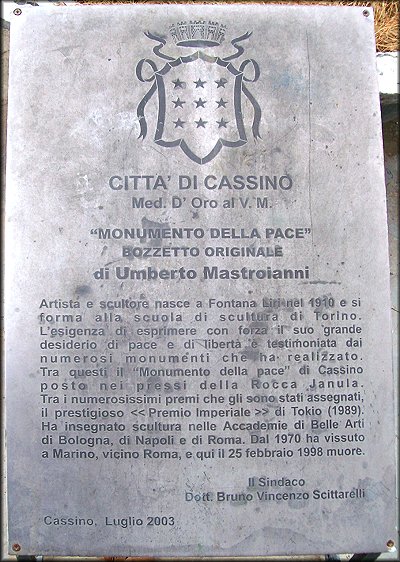 CITTA' DI CASSINO
Med. D' Oro al V. M.
“MONUMENTO DELLA PACE”
BOZZETTO ORIGINALE
di Umberto Mastroianni
Artista e scultore nasce a Fontana Liri nel 1910 e si
forma alla scuola di scultura di Torino.
L'esigenza di esprimere con forza il suo grande
desiderio di pace e di libertà è testimoniata dai
numerosi monumenti che ha realizzato.
Tra questi il “Monumento della pace” di Cassino
posto nei pressi della Rocca Janula.
Tra i numerosissimi premi che gli sono stati assegnati,
il prestigioso << Premio Imperiale >> di Tokio (1989).
Ha insegnato scultura nelle Accademie di Belle Arti
di Bologna, di Napoli e di Roma. Dal 1970 ha vissuto
a Marino, vicino Roma, e qui il 25 febbraio 1998 muore.
Il Sindaco
Dott. Bruno Vincenzo Scittarelli
Cassino, Luglio 2003